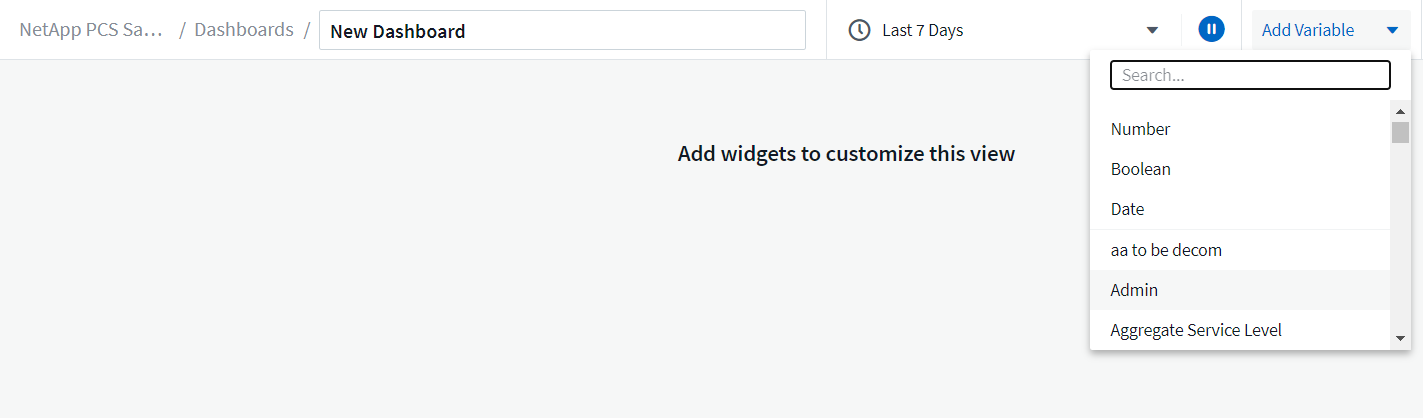 NetApp PCS Sa... / Dashboards / New Dashboard Last 7 Days Add Variable
Search...
Number
Add widgets to customize this view
Boolean
Date
aa to be decom
Admin
Aggregate Service Level